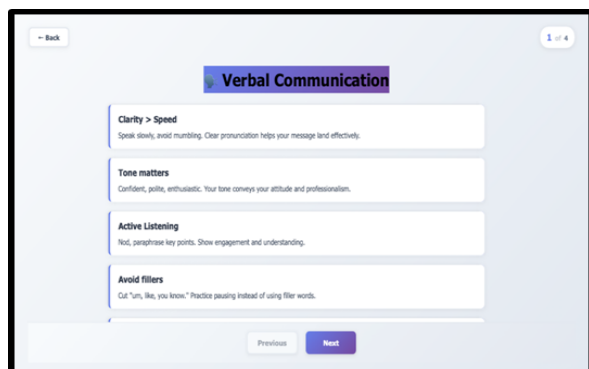 ← Back
1 of 4
Verbal Communication
Clarity > Speed
Speak slowly, avoid mumbling. Clear pronunciation helps your message land effectively.
Tone matters
Confident, polite, enthusiastic. Your tone conveys your attitude and professionalism.
Active Listening
Nod, paraphrase key points. Show engagement and understanding.
Avoid fillers
Cut "um, like, you know." Practice pausing instead of using filler words.
Previous
Next